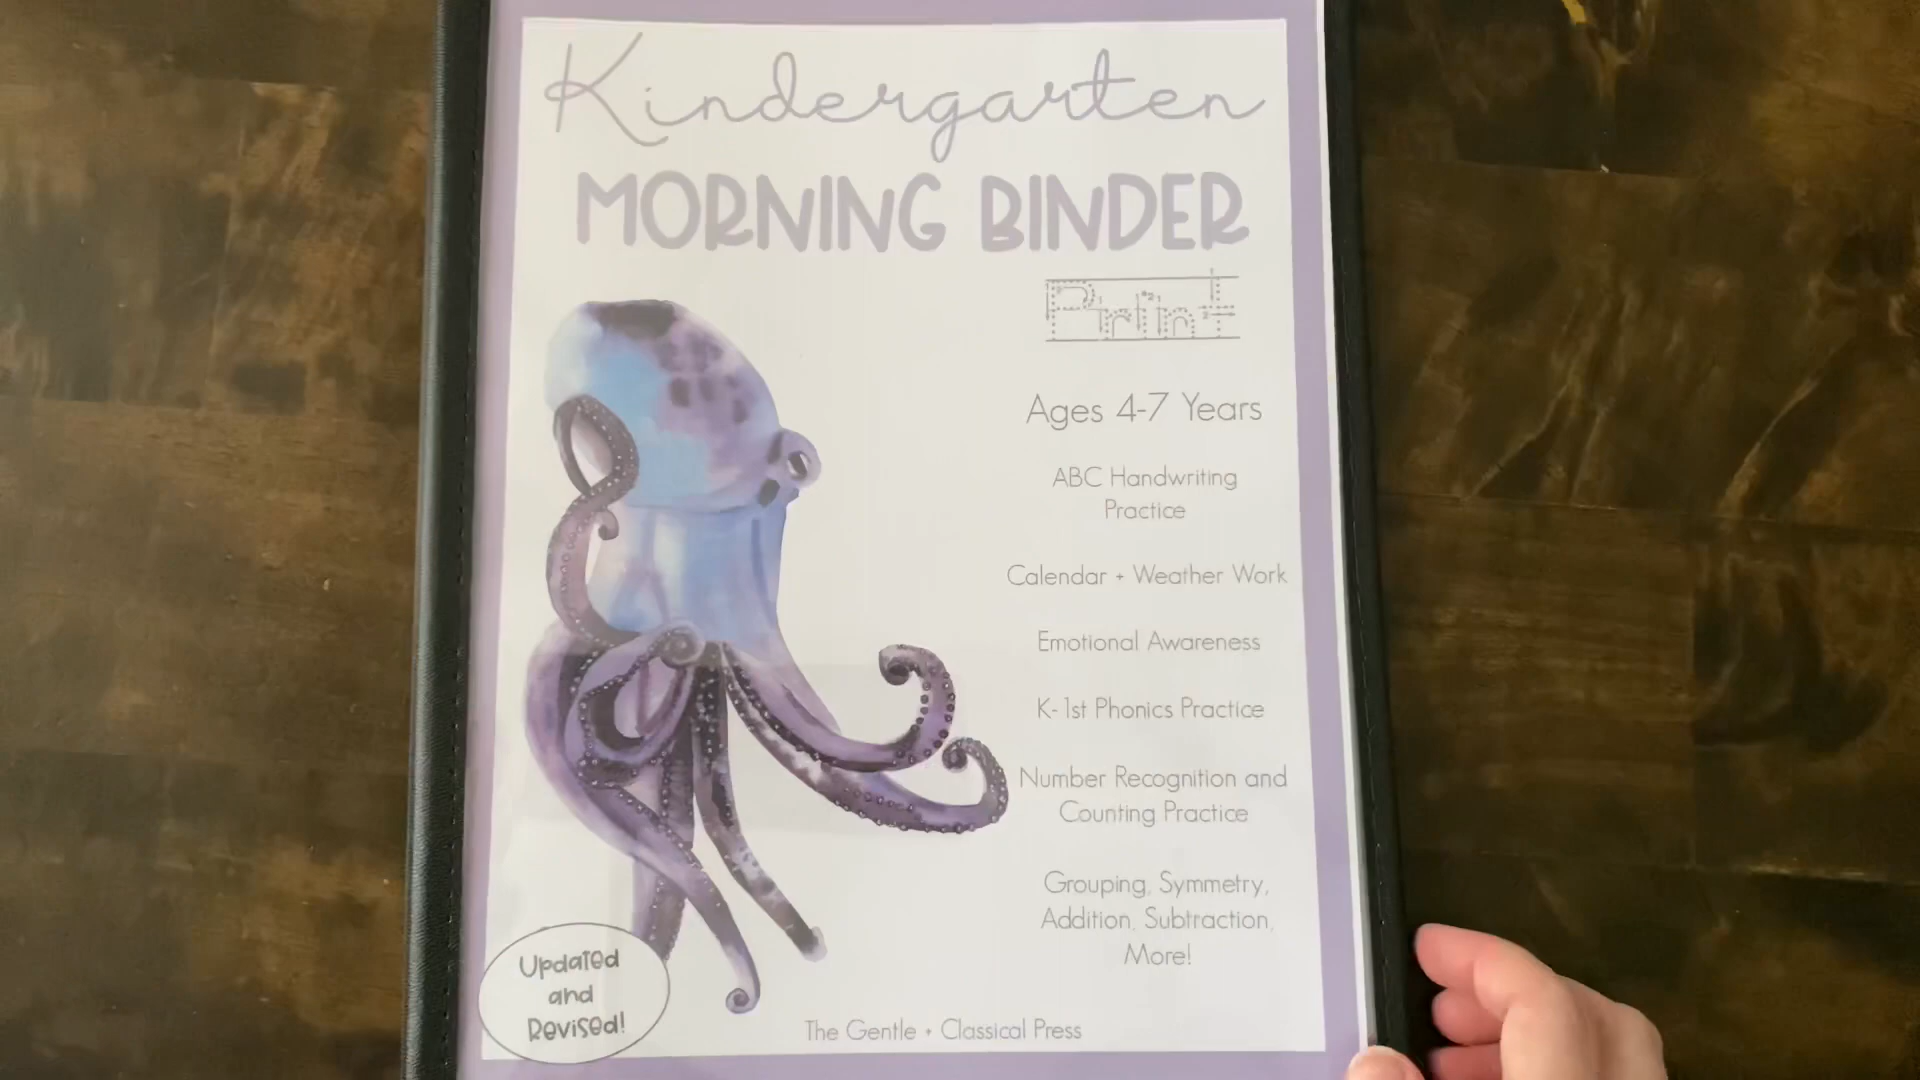 Kindergarten
MORNING BINDER
Print
Ages 4-7 Years
ABC Handwriting
Practice
Calendar + Weather Work
Emotional Awareness
K-1st Phonics Practice
Number Recognition and
Counting Practice
Grouping, Symmetry,
Addition, Subtraction,
More!
Updated
and
Revised!
The Gentle + Classical Press